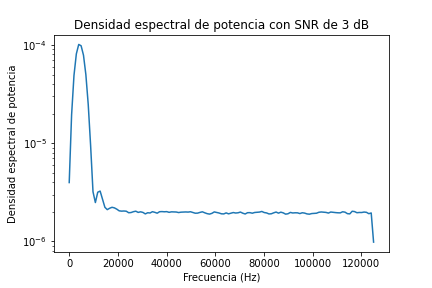 Densidad espectral de potencia con SNR de 3 dB
Densidad espectral de potencia
10⁻⁴
10⁻⁵
10⁻⁶
0 20000 40000 60000 80000 100000 120000
Frecuencia (Hz)